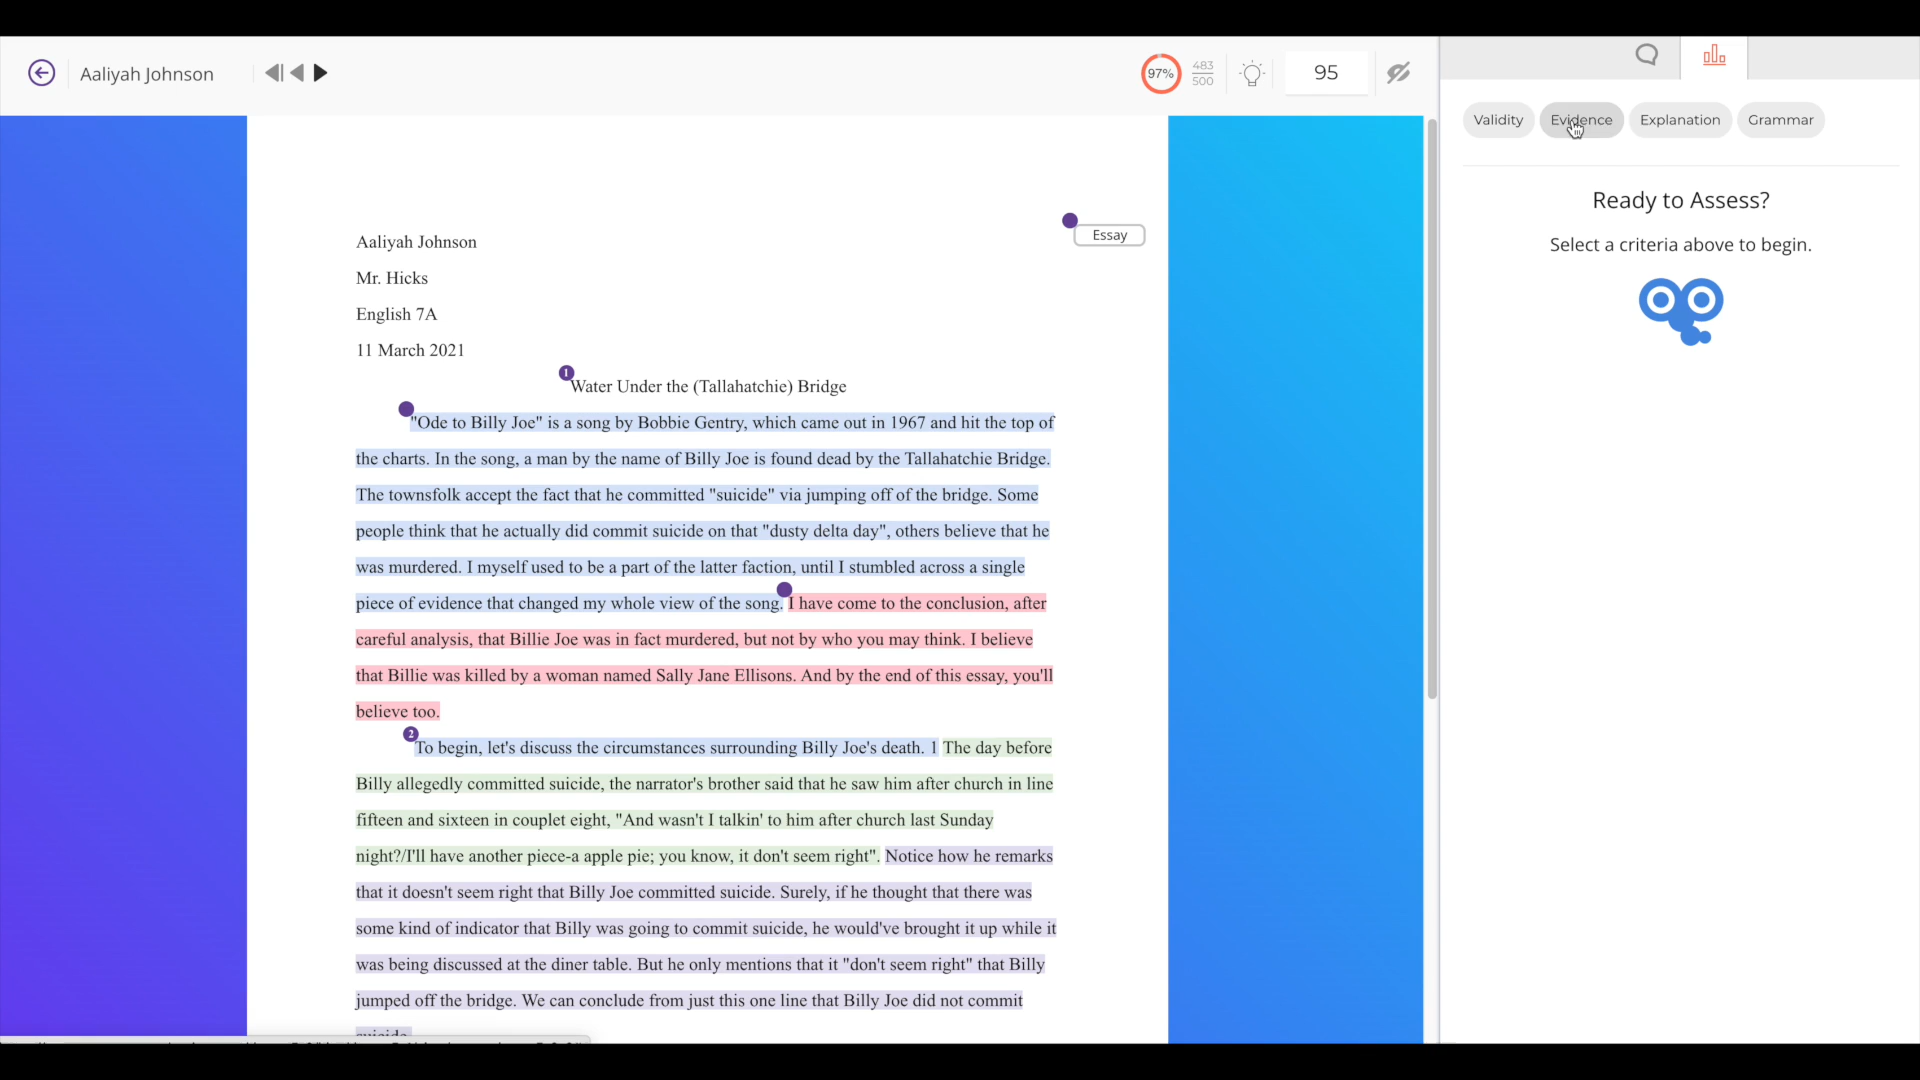 Aaliyah Johnson
97%
483
500
95
Validity
Evidence
Explanation
Grammar
Ready to Assess?
Select a criteria above to begin.
Essay
Aaliyah Johnson
Mr. Hicks
English 7A
11 March 2021
1
Water Under the (Tallahatchie) Bridge
"Ode to Billy Joe" is a song by Bobbie Gentry, which came out in 1967 and hit the top of
the charts. In the song, a man by the name of Billy Joe is found dead by the Tallahatchie Bridge.
The townsfolk accept the fact that he committed "suicide" via jumping off of the bridge. Some
people think that he actually did commit suicide on that "dusty delta day", others believe that he
was murdered. I myself used to be a part of the latter faction, until I stumbled across a single
piece of evidence that changed my whole view of the song. I have come to the conclusion, after
careful analysis, that Billie Joe was in fact murdered, but not by who you may think. I believe
that Billie was killed by a woman named Sally Jane Ellisons. And by the end of this essay, you'll
believe too.
2
To begin, let's discuss the circumstances surrounding Billy Joe's death. 1 The day before
Billy allegedly committed suicide, the narrator's brother said that he saw him after church in line
fifteen and sixteen in couplet eight, "And wasn't I talkin' to him after church last Sunday
night?/I'll have another piece-a apple pie; you know, it don't seem right". Notice how he remarks
that it doesn't seem right that Billy Joe committed suicide. Surely, if he thought that there was
some kind of indicator that Billy was going to commit suicide, he would've brought it up while it
was being discussed at the diner table. But he only mentions that it "don't seem right" that Billy
jumped off the bridge. We can conclude from just this one line that Billy Joe did not commit
suicide.